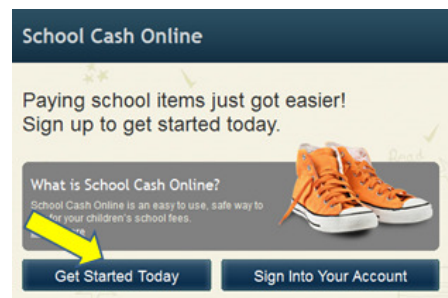 School Cash Online
Paying school items just got easier!
Sign up to get started today.
What is School Cash Online?
School Cash Online is an easy to use, safe way to
for your children's school fees.
Get Started Today
Sign Into Your Account